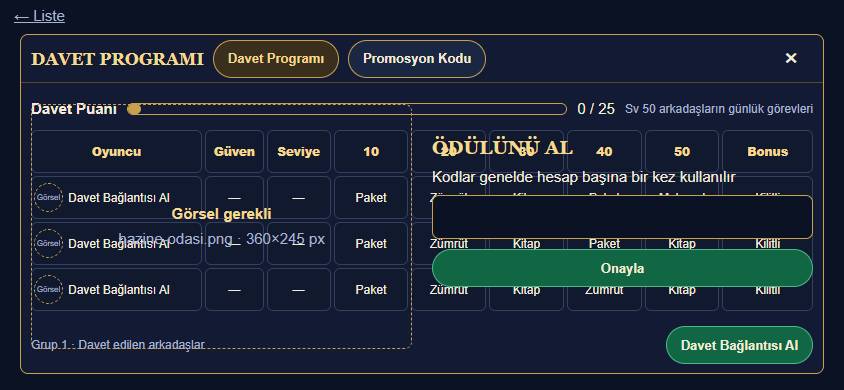 ← Liste
DAVET PROGRAMI Davet Programı Promosyon Kodu ×
Davet Puanı 0 / 25 Sv 50 arkadaşların günlük görevleri
ÖDÜLÜNÜ AL
Oyuncu Güven Seviye 10 20 30 40 50 Bonus
Kodlar genelde hesap başına bir kez kullanılır
Görsel Davet Bağlantısı Al — — Paket
Görsel gerekli
hazine_odasi.png · 360×245 px
Görsel Davet Bağlantısı Al — — Paket Zümrüt Kitap Paket Kitap Kilitli
Onayla
Görsel Davet Bağlantısı Al — — Paket Zümrüt Kitap Zümrüt Kitap Kilitli
Grup 1 · Davet edilen arkadaşlar
Davet Bağlantısı Al